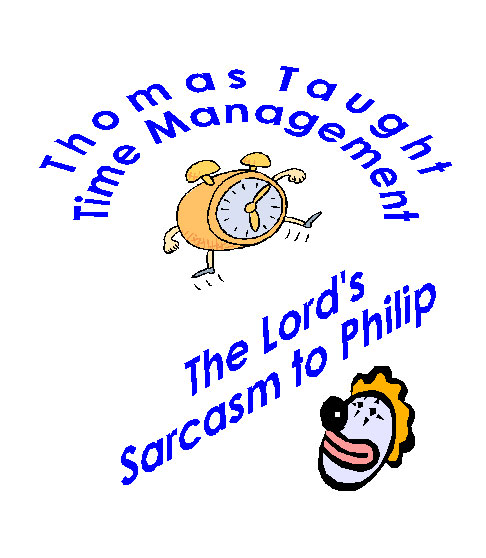 Thomas Taught
Time Management
The Lord's
Sarcasm to Philip